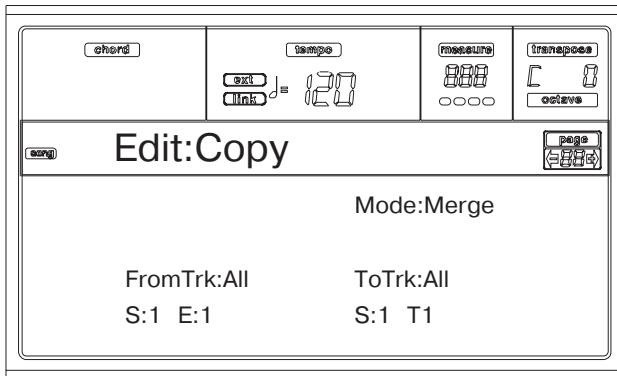 chord
tempo
measure
transpose
ext
link
= 120
888
C 0
octave
song
Edit:Copy
page
88
Mode:Merge
FromTrk:All
ToTrk:All
S:1 E:1
S:1 T1